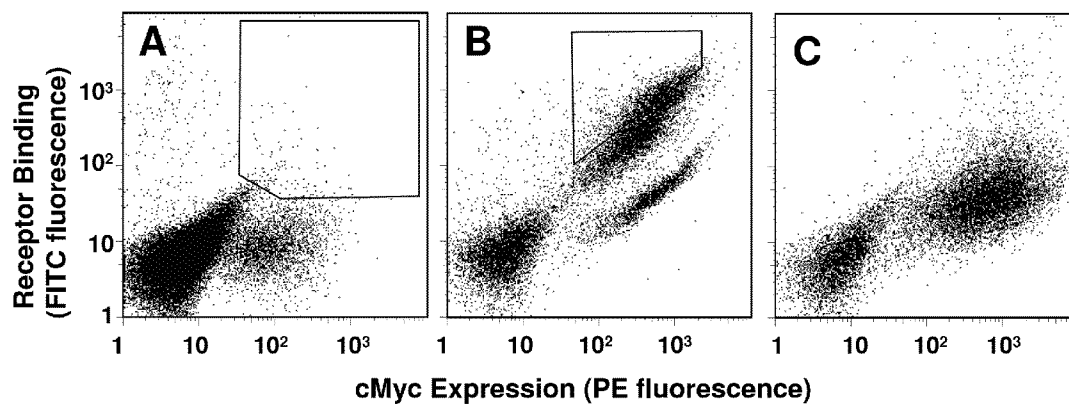 A
B
C
Receptor Binding
(FITC fluorescence)
10³
10²
10
1
1 10 10² 10³
1 10 10² 10³
1 10 10² 10³
cMyc Expression (PE fluorescence)